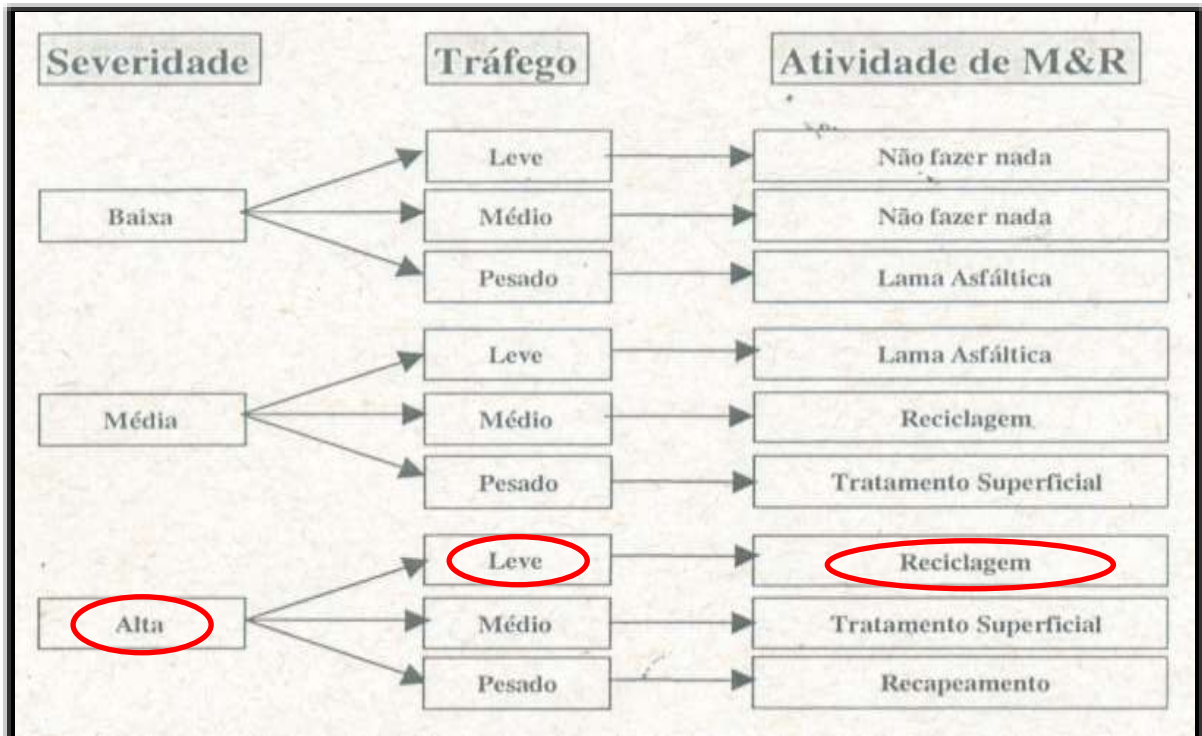 Severidade Tráfego Atividade de M&R
Leve Não fazer nada
Baixa Médio Não fazer nada
Pesado Lama Asfáltica
Leve Lama Asfáltica
Média Médio Reciclagem
Pesado Tratamento Superficial
Leve Reciclagem
Alta Médio Tratamento Superficial
Pesado Recapeamento